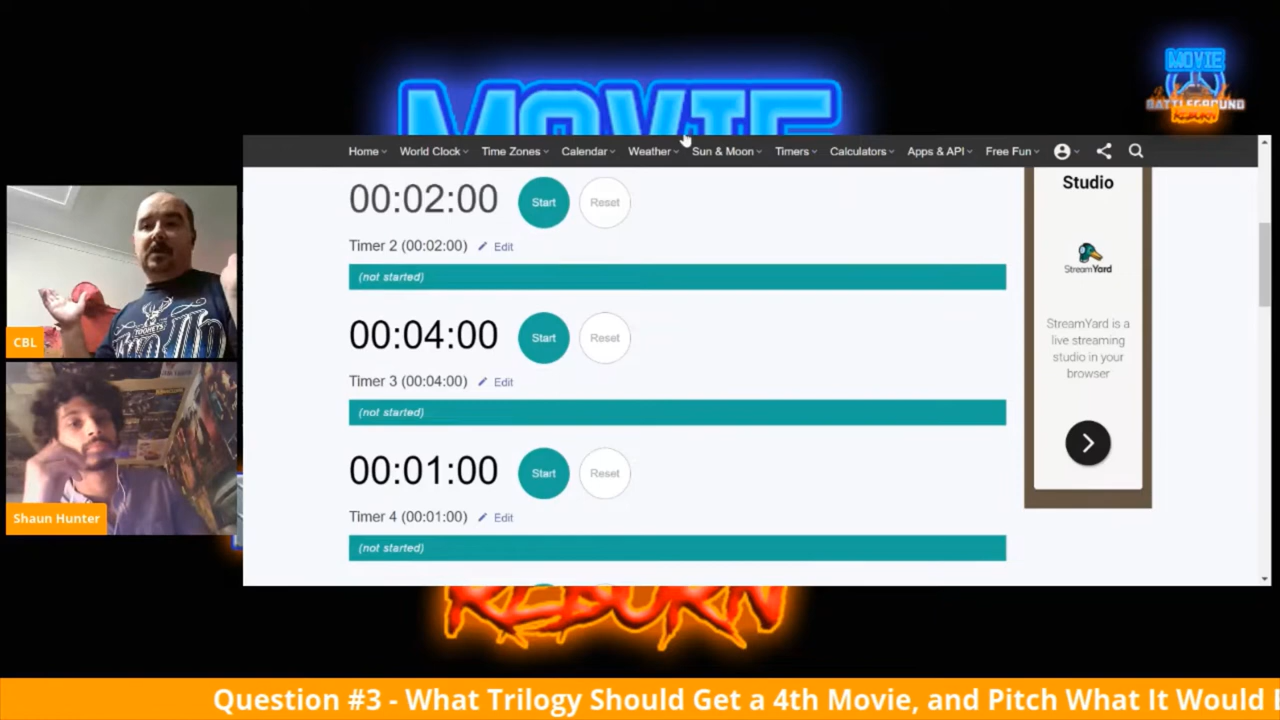 MOVIE
MOVIE
BATTLEGROUND
REBORN
Home World Clock Time Zones Calendar Weather Sun & Moon Timers Calculators Apps & API Free Fun
00:02:00 Start Reset
Timer 2 (00:02:00) Edit
(not started)
00:04:00 Start Reset
Timer 3 (00:04:00) Edit
(not started)
00:01:00 Start Reset
Timer 4 (00:01:00) Edit
(not started)
Studio
StreamYard
StreamYard is a
live streaming
studio in your
browser
CBL
TOOHEYS
Shaun Hunter
REBORN
Question #3 - What Trilogy Should Get a 4th Movie, and Pitch What It Would